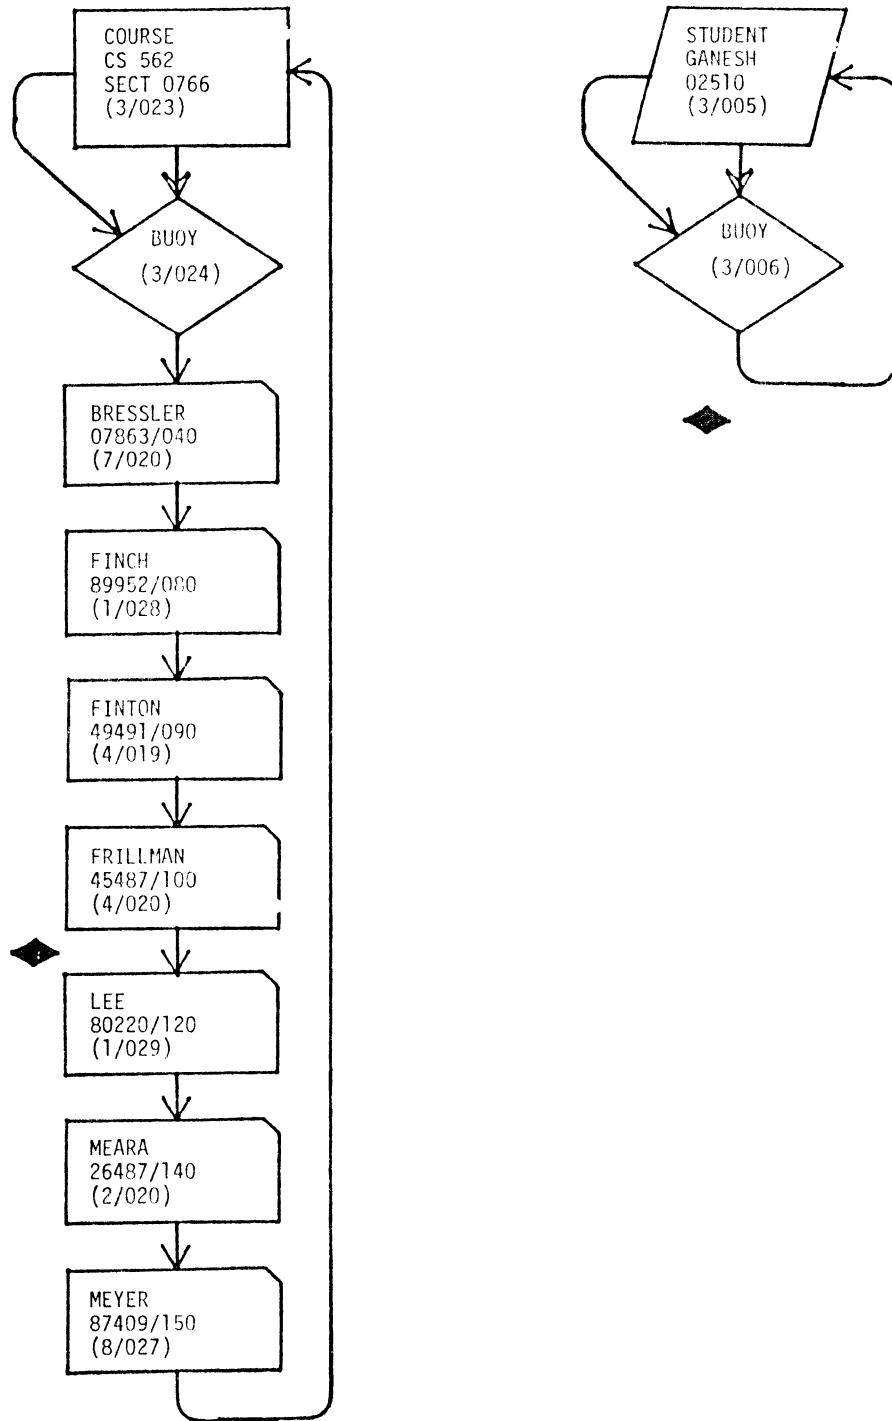 COURSE
CS 562
SECT 0766
(3/023)
BUOY
(3/024)
BRESSLER
07863/040
(7/020)
FINCH
89952/080
(1/028)
FINTON
49491/090
(4/019)
FRILLMAN
45487/100
(4/020)
LEE
80220/120
(1/029)
MEARA
26487/140
(2/020)
MEYER
87409/150
(8/027)
STUDENT
GANESH
02510
(3/005)
BUOY
(3/006)